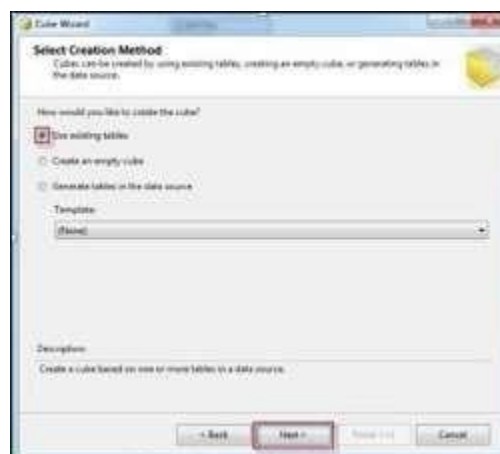 Cube Wizard
Select Creation Method
Cubes can be created by using existing tables, creating an empty cube, or generating tables in
the data source.
How would you like to create the cube?
Use existing tables
Create an empty cube
Generate tables in the data source
Template:
(None)
Description:
Create a cube based on one or more tables in a data source.
< Back
Next >
Cancel